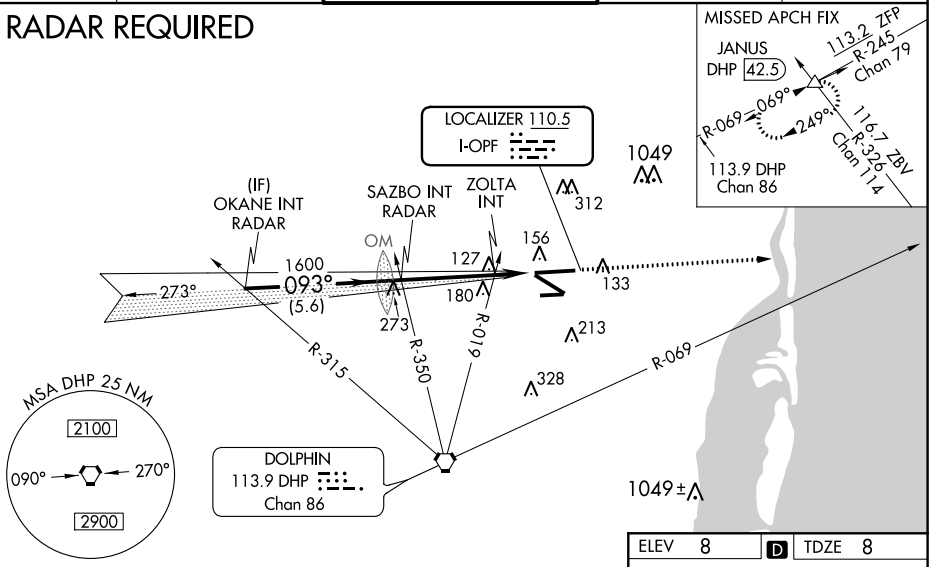 RADAR REQUIRED
MISSED APCH FIX
JANUS
DHP 42.5
113.2 ZFP
R-245
Chan 79
R-069
069°
249°
116.7 ZBV
R-326
Chan 114
113.9 DHP
Chan 86
LOCALIZER 110.5
I-OPF
1049
312
(IF)
OKANE INT
RADAR
SAZBO INT
RADAR
ZOLTA
INT
OM
156
127
1600
093°
(5.6)
273°
180
133
273
213
R-315
R-350
R-019
R-069
328
MSA DHP 25 NM
2100
090°
270°
2900
DOLPHIN
113.9 DHP
Chan 86
1049±
ELEV 8
D
TDZE 8